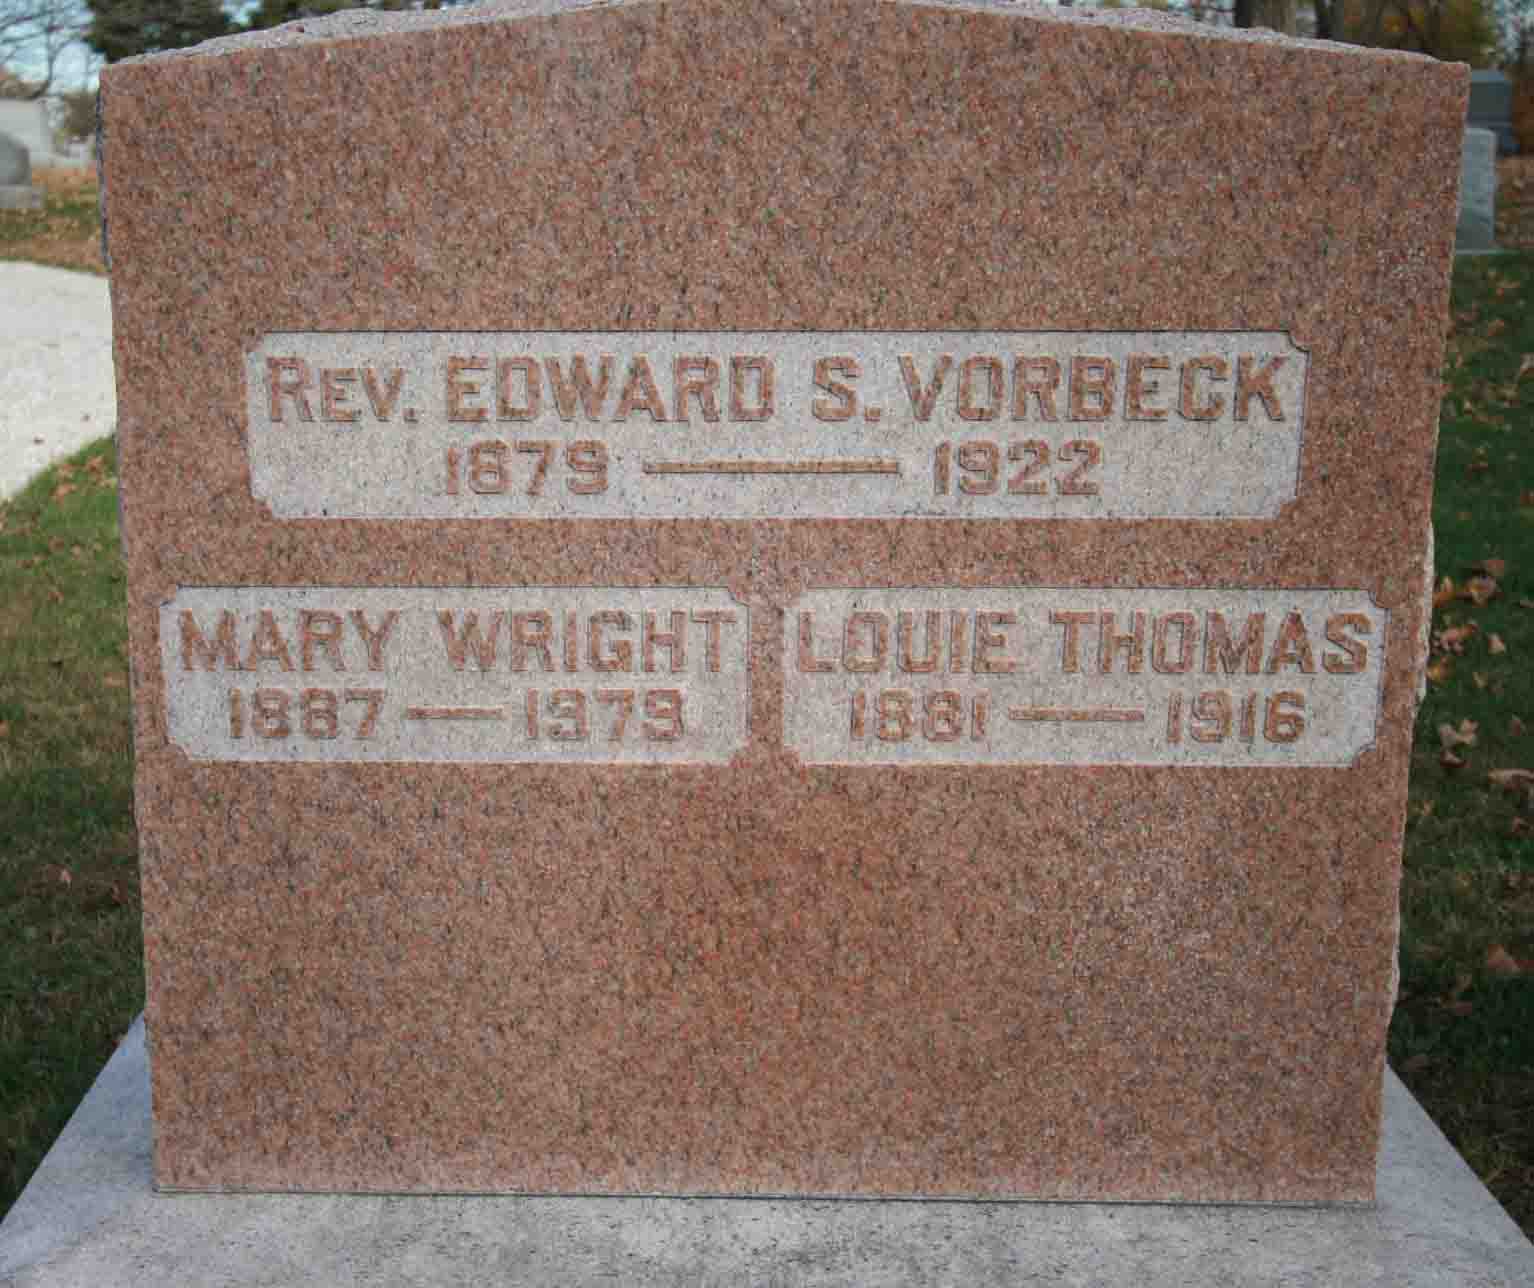 REV. EDWARD S. VORBECK
1879 — 1922
MARY WRIGHT
1887 — 1979
LOUIE THOMAS
1881 — 1916